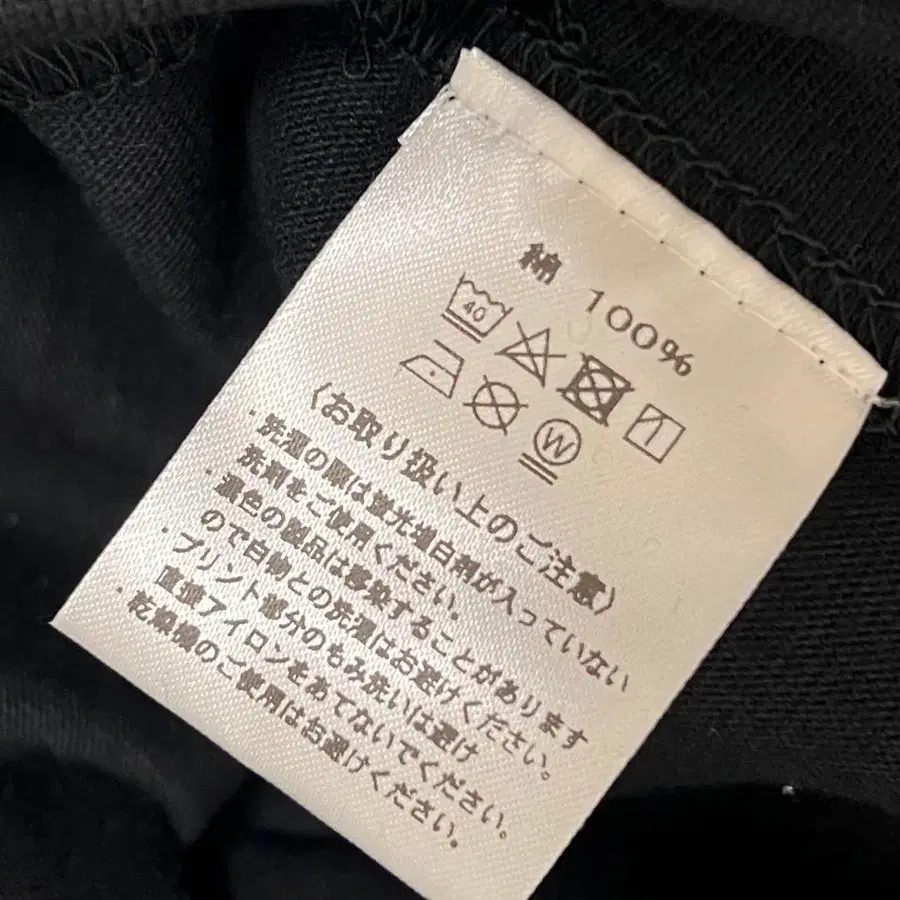 綿 100%
40
W
〈お取り扱い上のご注意〉
・洗濯の際は蛍光増白剤が入っていない
洗剤をご使用ください。
・濃色の製品は移染することがあります
ので白物との洗濯はお避けください。
・プリント部分のもみ洗いは避け
直接アイロンをあてないでください。
・乾燥機のご使用はお避けください。